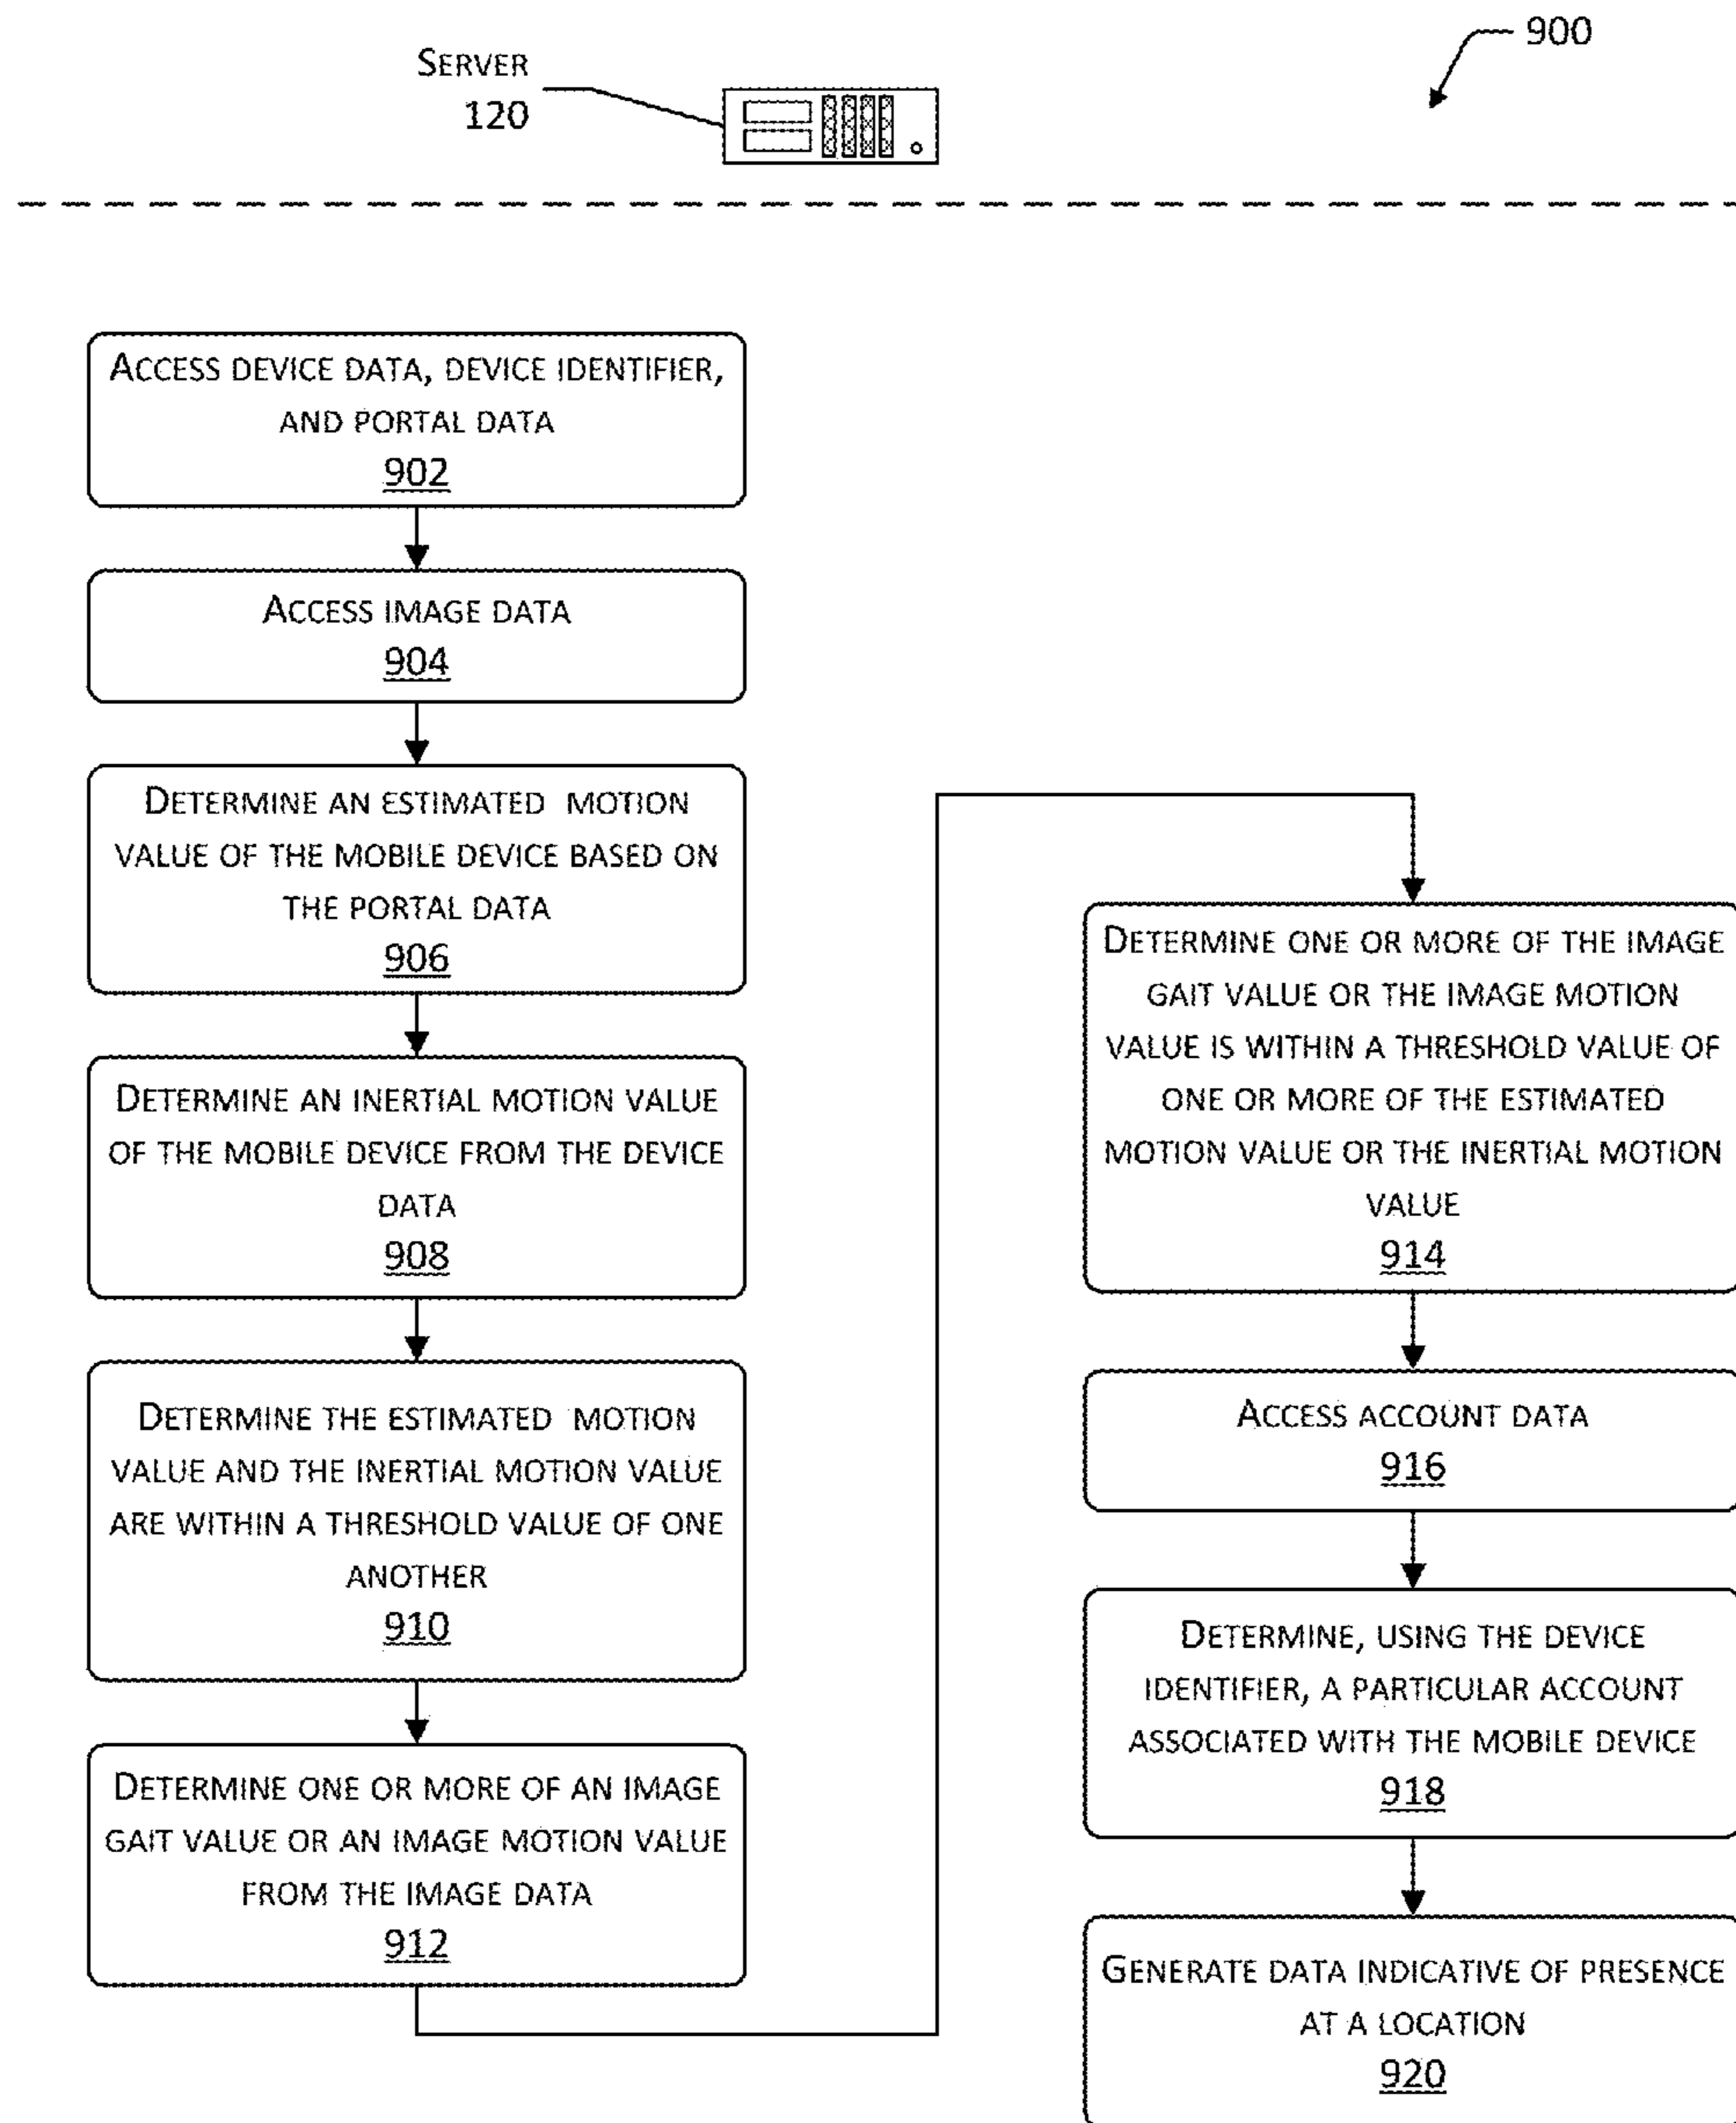 SERVER
120
900
ACCESS DEVICE DATA, DEVICE IDENTIFIER,
AND PORTAL DATA
902
ACCESS IMAGE DATA
904
DETERMINE AN ESTIMATED MOTION
VALUE OF THE MOBILE DEVICE BASED ON
THE PORTAL DATA
906
DETERMINE AN INERTIAL MOTION VALUE
OF THE MOBILE DEVICE FROM THE DEVICE
DATA
908
DETERMINE THE ESTIMATED MOTION
VALUE AND THE INERTIAL MOTION VALUE
ARE WITHIN A THRESHOLD VALUE OF ONE
ANOTHER
910
DETERMINE ONE OR MORE OF AN IMAGE
GAIT VALUE OR AN IMAGE MOTION VALUE
FROM THE IMAGE DATA
912
DETERMINE ONE OR MORE OF THE IMAGE
GAIT VALUE OR THE IMAGE MOTION
VALUE IS WITHIN A THRESHOLD VALUE OF
ONE OR MORE OF THE ESTIMATED
MOTION VALUE OR THE INERTIAL MOTION
VALUE
914
ACCESS ACCOUNT DATA
916
DETERMINE, USING THE DEVICE
IDENTIFIER, A PARTICULAR ACCOUNT
ASSOCIATED WITH THE MOBILE DEVICE
918
GENERATE DATA INDICATIVE OF PRESENCE
AT A LOCATION
920